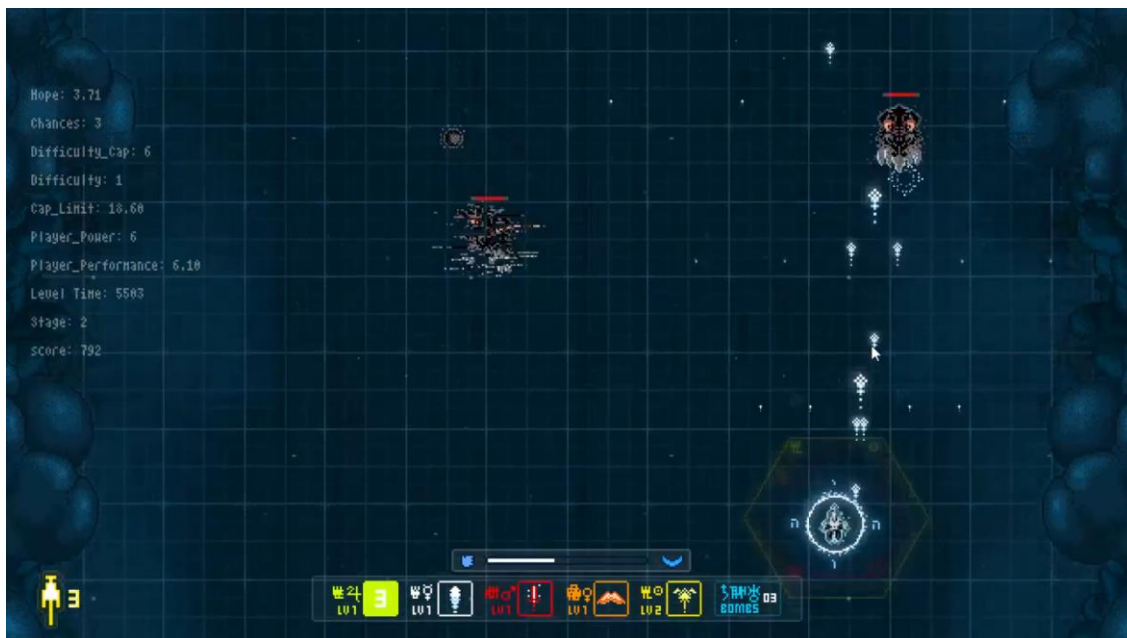 Hope: 3.71
Chances: 3
Difficulty_Cap: 6
Difficulty: 1
Cap_Limit: 18.60
Player_Power: 6
Player_Performance: 6.10
Level Time: 5503
Stage: 2
score: 792
ה ה
3
LV1 3 LV1 LV1 LV1 LV2 BOMBS 03